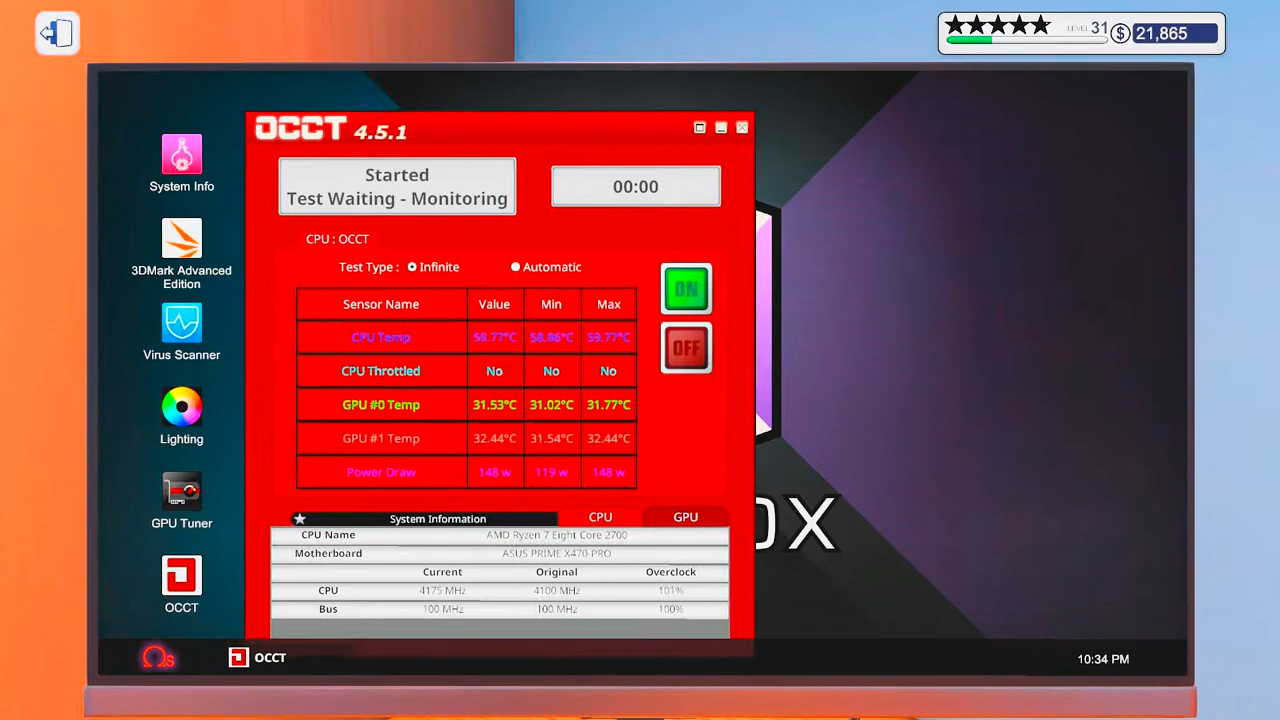 LEVEL 31 $ 21,865
OCCT 4.5.1
Started
Test Waiting - Monitoring
00:00
CPU : OCCT
Test Type : Infinite Automatic
ON
OFF
Sensor Name Value Min Max
CPU Temp 59.77°C 58.86°C 59.77°C
CPU Throttled No No No
GPU #0 Temp 31.53°C 31.02°C 31.77°C
GPU #1 Temp 32.44°C 31.54°C 32.44°C
Power Draw 148 w 119 w 148 w
System Information CPU GPU
CPU Name AMD Ryzen 7 Eight Core 2700
Motherboard ASUS PRIME X470-PRO
Current Original Overclock
CPU 4175 MHz 4100 MHz 101%
Bus 100 MHz 100 MHz 100%
System Info
3DMark Advanced
Edition
Virus Scanner
Lighting
GPU Tuner
OCCT
OX
Ωs OCCT 10:34 PM